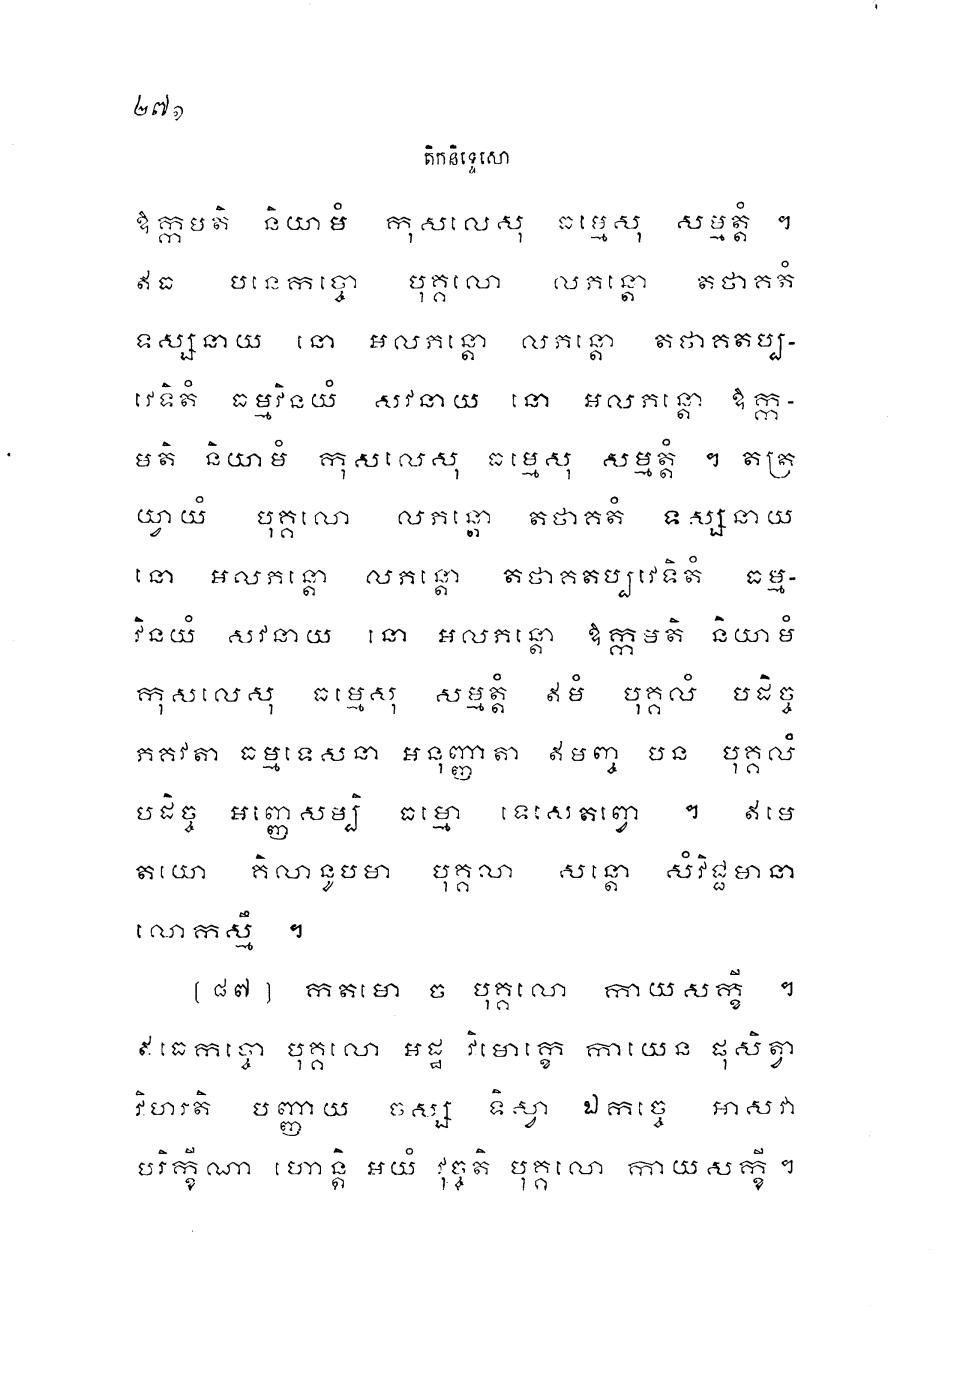 ២៧១
តិកនិទ្ទេសោ
ឱក្កមតិ និយាមំ កុសលេសុ ធម្មេសុ សម្មត្តំ ។
ឥធ បនេកច្ចោ បុគ្គលោ លភន្តោ តថាគតំ
ទស្សនាយ នោ អលភន្តោ លភន្តោ តថាគតប្ប-
វេទិតំ ធម្មវិនយំ សវនាយ នោ អលភន្តោ ឱក្ក-
មតិ និយាមំ កុសលេសុ ធម្មេសុ សម្មត្តំ ។ តត្រ
យ្វាយំ បុគ្គលោ លភន្តោ តថាគតំ ទស្សនាយ
នោ អលភន្តោ លភន្តោ តថាគតប្បវេទិតំ ធម្ម-
វិនយំ សវនាយ នោ អលភន្តោ ឱក្កមតិ និយាមំ
កុសលេសុ ធម្មេសុ សម្មត្តំ ឥមំ បុគ្គលំ បដិច្ច
ភគវតា ធម្មទេសនា អនុញ្ញាតា ឥមញ្ច បន បុគ្គលំ
បដិច្ច អញ្ញេសម្បិ ធម្មោ ទេសេតព្វោ ។ ឥមេ
តយោ គិលានូបមា បុគ្គលា សន្តោ សំវិជ្ជមានា
លោកស្មឹ ។
[៨៧] កតមោ ច បុគ្គលោ កាយសក្ខី ។
ឥធេកច្ចោ បុគ្គលោ អដ្ឋ វិមោក្ខេ កាយេន ផុសិត្វា
វិហរតិ បញ្ញាយ ចស្ស ទិស្វា ឯកច្ចេ អាសវា
បរិក្ខីណា ហោន្តិ អយំ វុច្ចតិ បុគ្គលោ កាយសក្ខី ។